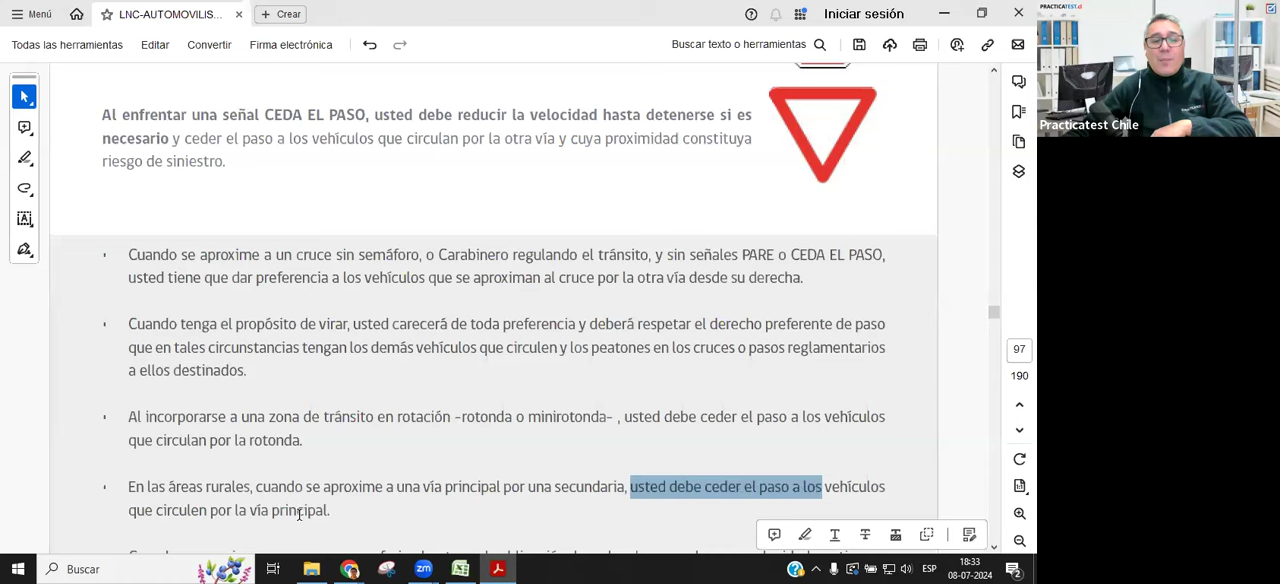 Menú
LNC-AUTOMOVILIS...
Crear
Iniciar sesión
PRACTICATEST.cl
Todas las herramientas
Editar
Convertir
Firma electrónica
Buscar texto o herramientas
Al enfrentar una señal CEDA EL PASO, usted debe reducir la velocidad hasta detenerse si es
necesario y ceder el paso a los vehículos que circulan por la otra vía y cuya proximidad constituya
riesgo de siniestro.
Practicatest Chile
· Cuando se aproxime a un cruce sin semáforo, o Carabinero regulando el tránsito, y sin señales PARE o CEDA EL PASO,
usted tiene que dar preferencia a los vehículos que se aproximan al cruce por la otra vía desde su derecha.
· Cuando tenga el propósito de virar, usted carecerá de toda preferencia y deberá respetar el derecho preferente de paso
que en tales circunstancias tengan los demás vehículos que circulen y los peatones en los cruces o pasos reglamentarios
a ellos destinados.
97
190
· Al incorporarse a una zona de tránsito en rotación -rotonda o minirotonda- , usted debe ceder el paso a los vehículos
que circulan por la rotonda.
· En las áreas rurales, cuando se aproxime a una vía principal por una secundaria, usted debe ceder el paso a los vehículos
que circulen por la vía principal.
Buscar
ESP
18:33
08-07-2024
2